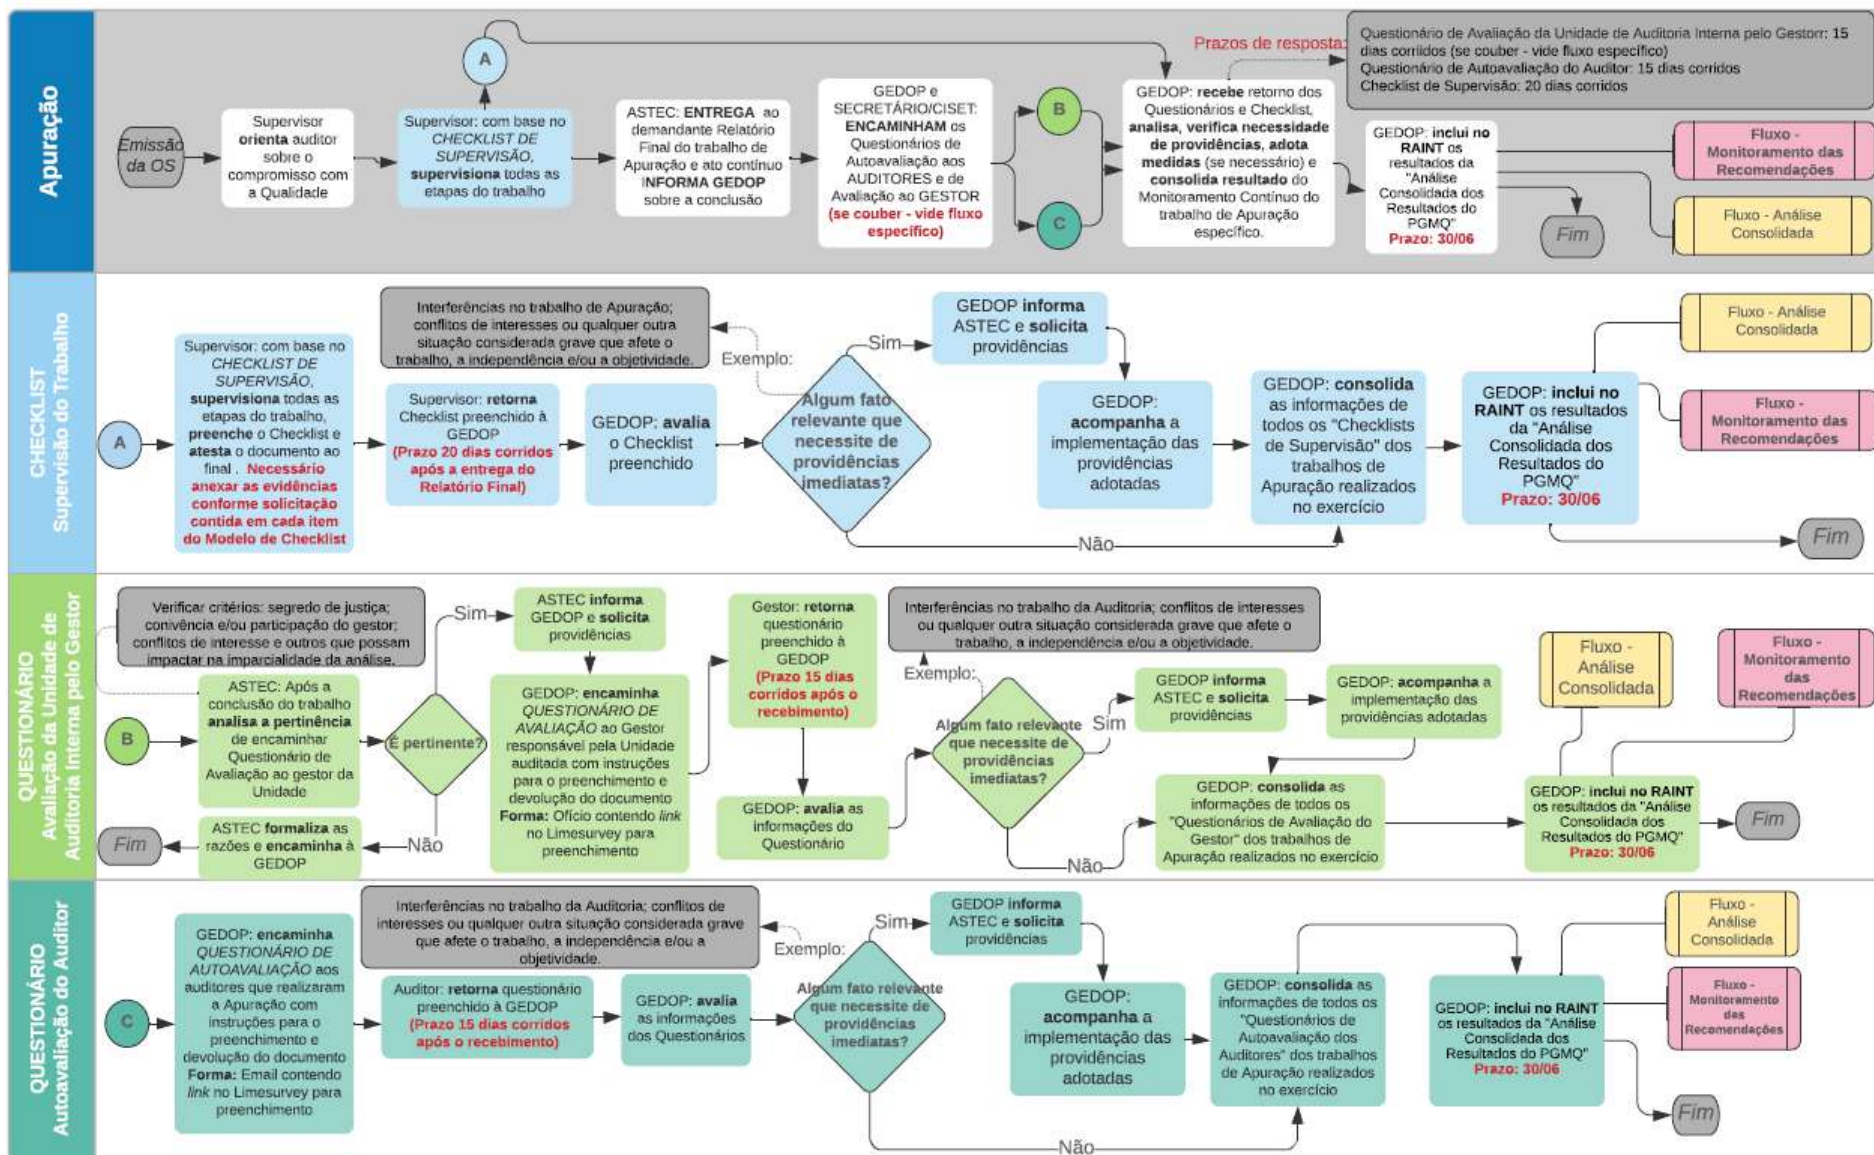 Apuração
Emissão
da OS
Supervisor
orienta auditor
sobre o
compromisso com
a Qualidade
A
Supervisor: com base no
CHECKLIST DE
SUPERVISÃO,
supervisiona todas as
etapas do trabalho
ASTEC: ENTREGA ao
demandante Relatório
Final do trabalho de
Apuração e ato contínuo
INFORMA GEDOP
sobre a conclusão
GEDOP e
SECRETÁRIO/CISET:
ENCAMINHAM os
Questionários de
Autoavaliação aos
AUDITORES e de
Avaliação ao GESTOR
(se couber - vide fluxo
específico)
B
C
Prazos de resposta:
Questionário de Avaliação da Unidade de Auditoria Interna pelo Gestorr: 15
dias corriidos (se couber - vide fluxo específico)
Questionário de Autoavaliação do Auditor: 15 dias corridos
Checklist de Supervisão: 20 dias corridos
GEDOP: recebe retorno dos
Questionários e Checklist,
analisa, verifica necessidade
de providências, adota
medidas (se necessário) e
consolida resultado do
Monitoramento Contínuo do
trabalho de Apuração
específico.
GEDOP: inclui no
RAINT os
resultados da
"Análise
Consolidada dos
Resultados do
PGMQ"
Prazo: 30/06
Fluxo -
Monitoramento das
Recomendações
Fluxo - Análise
Consolidada
Fim
CHECKLIST
Supervisão do Trabalho
A
Supervisor: com base no
CHECKLIST DE
SUPERVISÃO,
supervisiona todas as
etapas do trabalho,
preenche o Checklist e
atesta o documento ao
final . Necessário
anexar as evidências
conforme solicitação
contida em cada item
do Modelo de Checklist
Interferências no trabalho de Apuração;
conflitos de interesses ou qualquer outra
situação considerada grave que afete o
trabalho, a independência e/ou a objetividade.
Exemplo:
Supervisor: retorna
Checklist preenchido à
GEDOP
(Prazo 20 dias corridos
após a entrega do
Relatório Final)
GEDOP: avalia
o Checklist
preenchido
Algum fato
relevante que
necessite de
providências
imediatas?
Sim
Não
GEDOP informa
ASTEC e solicita
providências
GEDOP:
acompanha a
implementação das
providências
adotadas
GEDOP: consolida
as informações de
todos os "Checklists
de Supervisão" dos
trabalhos de
Apuração realizados
no exercício
GEDOP: inclui no
RAINT os resultados
da "Análise
Consolidada dos
Resultados do
PGMQ"
Prazo: 30/06
Fluxo - Análise
Consolidada
Fluxo -
Monitoramento das
Recomendações
Fim
QUESTIONÁRIO
Avaliação da Unidade de
Auditoria Interna pelo Gestor
Verificar critérios: segredo de justiça;
conivência e/ou participação do gestor;
conflitos de interesse e outros que possam
impactar na imparcialidade da análise.
B
ASTEC: Após a
conclusão do trabalho
analisa a pertinência
de encaminhar
Questionário de
Avaliação ao gestor da
Unidade
É pertinente?
Sim
Não
ASTEC formaliza as
razões e encaminha à
GEDOP
Fim
ASTEC informa
GEDOP e solicita
providências
GEDOP: encaminha
QUESTIONÁRIO DE
AVALIAÇÃO ao Gestor
responsável pela Unidade
auditada com instruções
para o preenchimento e
devolução do documento
Forma: Ofício contendo link
no Limesurvey para
preenchimento
Gestor: retorna
questionário
preenchido à
GEDOP
(Prazo 15 dias
corridos após o
recebimento)
GEDOP: avalia as
informações do
Questionário
Interferências no trabalho da Auditoria; conflitos de interesses
ou qualquer outra situação considerada grave que afete o
trabalho, a independência e/ou a objetividade.
Exemplo:
Algum fato relevante
que necessite de
providências
imediatas?
Sim
Não
GEDOP informa
ASTEC e solicita
providências
GEDOP: acompanha a
implementação das
providências adotadas
GEDOP: consolida as
informações de todos os
"Questionários de Avaliação do
Gestor" dos trabalhos de
Apuração realizados no exercício
Fluxo -
Análise
Consolidada
Fluxo -
Monitoramento
das
Recomendações
GEDOP: inclui no RAINT
os resultados da "Análise
Consolidada dos
Resultados do PGMQ"
Prazo: 30/06
Fim
QUESTIONÁRIO
Autoavaliação do Auditor
C
GEDOP: encaminha
QUESTIONÁRIO DE
AUTOAVALIAÇÃO aos
auditores que realizaram
a Apuração com
instruções para o
preenchimento e
devolução do documento
Forma: Email contendo
link no Limesurvey para
preenchimento
Interferências no trabalho da Auditoria; conflitos de
interesses ou qualquer outra situação considerada grave
que afete o trabalho, a independência e/ou a
objetividade.
Exemplo:
Auditor: retorna questionário
preenchido à GEDOP
(Prazo 15 dias corridos
após o recebimento)
GEDOP: avalia
as informações
dos Questionários
Algum fato relevante
que necessite de
providências
imediatas?
Sim
Não
GEDOP informa
ASTEC e solicita
providências
GEDOP:
acompanha a
implementação das
providências
adotadas
GEDOP: consolida as
informações de todos os
"Questionários de
Autoavaliação dos
Auditores" dos trabalhos
de Apuração realizados
no exercício
GEDOP: inclui no RAINT
os resultados da "Análise
Consolidada dos
Resultados do PGMQ"
Prazo: 30/06
Fluxo -
Análise
Consolidada
Fluxo -
Monitoramento
das
Recomendações
Fim